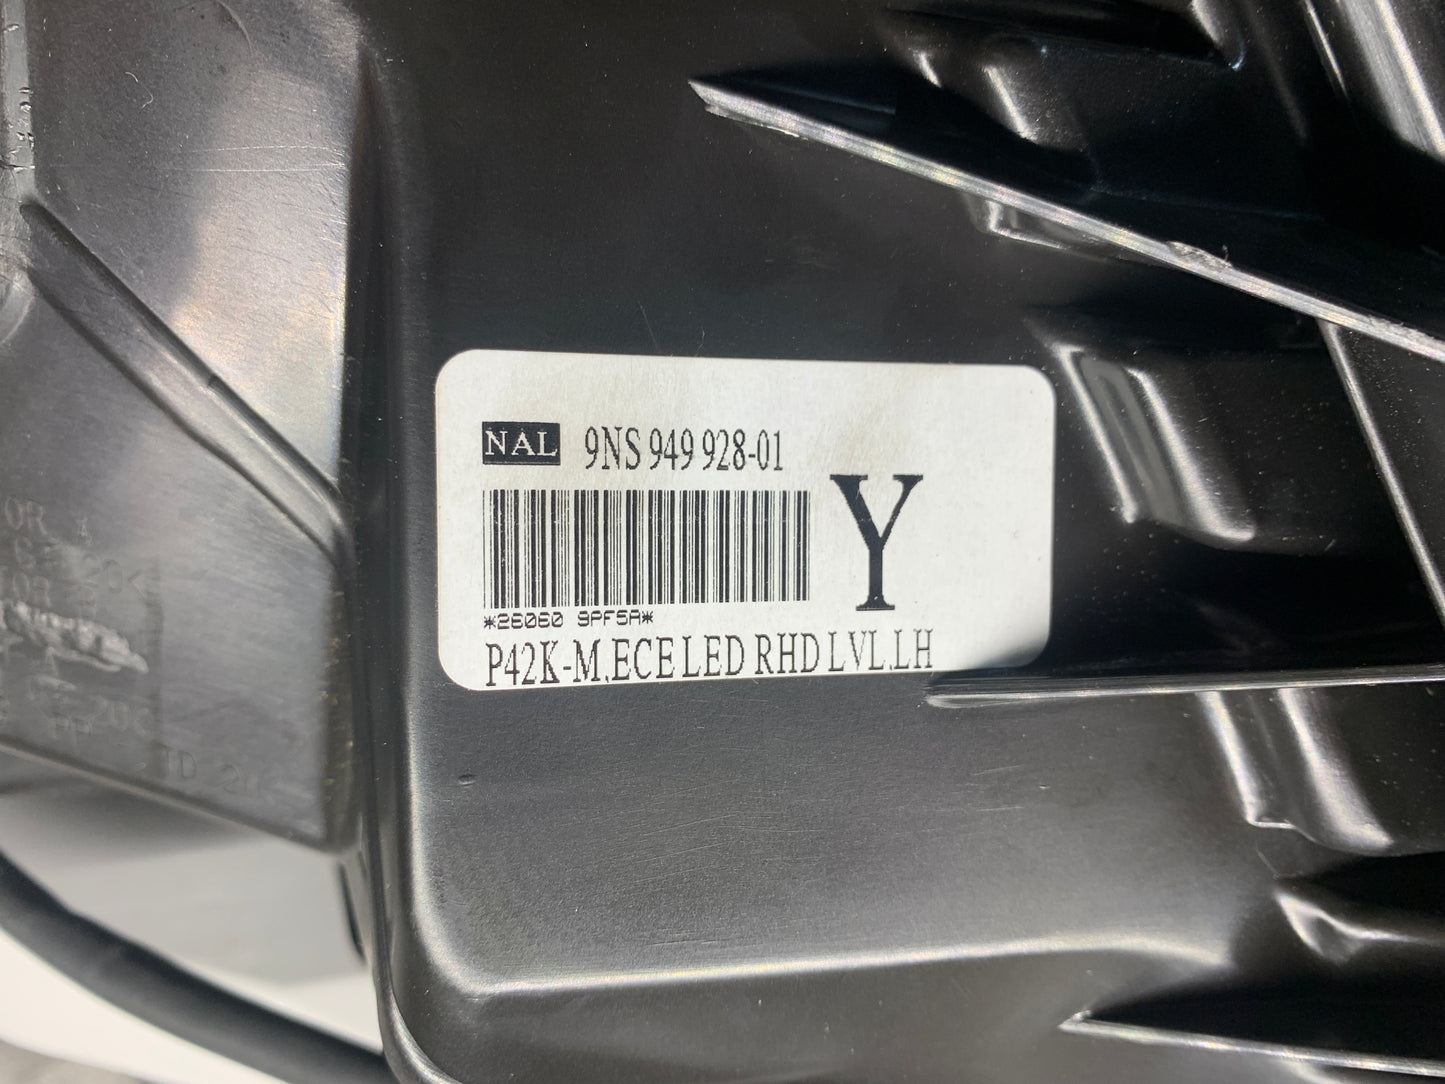 NAL 9NS 949 928-01
Y
*26060 9PF5A*
P42K-M,ECE LED RHD LVL,LH